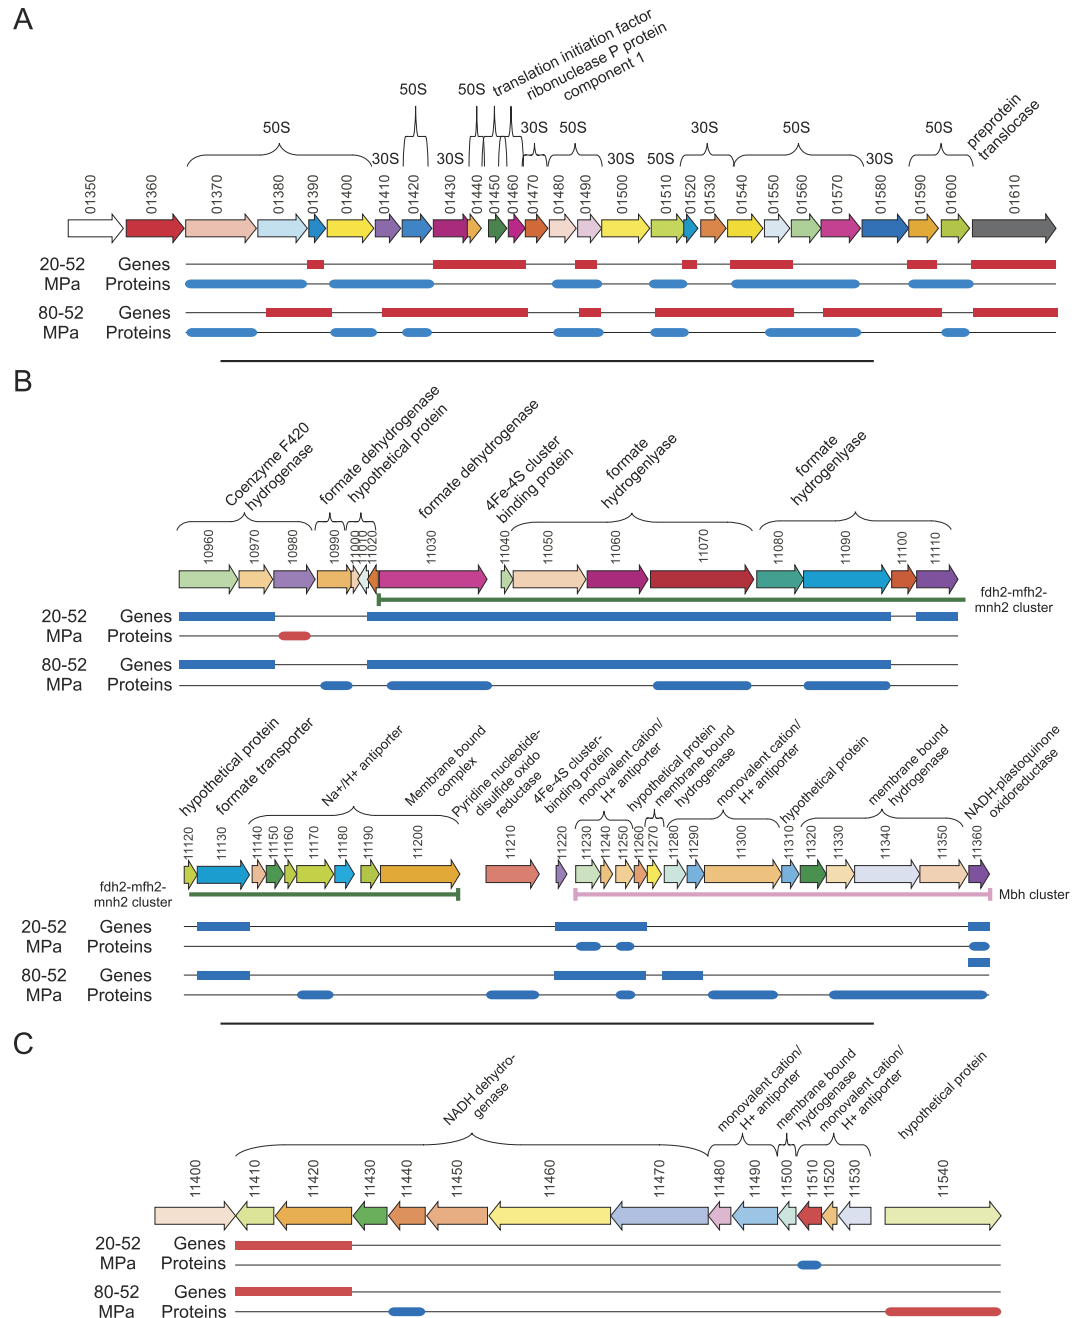 A
translation initiation factor
ribonuclease P protein
component 1
50S
50S
30S
50S
preprotein
translocase
50S
30S
30S
30S
50S
30S
50S
30S
50S
01350
01360
01370
01380
01390
01400
01410
01420
01430
01440
01450
01460
01470
01480
01490
01500
01510
01520
01530
01540
01550
01560
01570
01580
01590
01600
01610
20-52 Genes
MPa Proteins
80-52 Genes
MPa Proteins
B
Coenzyme F420
hydrogenase
formate dehydrogenase
hypothetical protein
formate dehydrogenase
4Fe-4S cluster
binding protein
formate
hydrogenlyase
formate
hydrogenlyase
10960
10970
10980
10990
11000
11010
11020
11030
11040
11050
11060
11070
11080
11090
11100
11110
fdh2-mfh2-
mnh2 cluster
20-52 Genes
MPa Proteins
80-52 Genes
MPa Proteins
hypothetical protein
formate transporter
Na+/H+ antiporter
Membrane bound
complex
Pyridine nucleotide-
disulfide oxido
reductase
4Fe-4S cluster-
binding protein
monovalent cation/
H+ antiporter
hypothetical protein
membrane bound
hydrogenase
monovalent cation/
H+ antiporter
hypothetical protein
membrane bound
hydrogenase
NADH-plastoquinone
oxidoreductase
11120
11130
11140
11150
11160
11170
11180
11190
11200
11210
11220
11230
11240
11250
11260
11270
11280
11290
11300
11310
11320
11330
11340
11350
11360
fdh2-mfh2-
mnh2 cluster
Mbh cluster
20-52 Genes
MPa Proteins
80-52 Genes
MPa Proteins
C
NADH dehydro-
genase
monovalent cation/
H+ antiporter
membrane bound
hydrogenase
monovalent cation/
H+ antiporter
hypothetical protein
11400
11410
11420
11430
11440
11450
11460
11470
11480
11490
11500
11510
11520
11530
11540
20-52 Genes
MPa Proteins
80-52 Genes
MPa Proteins